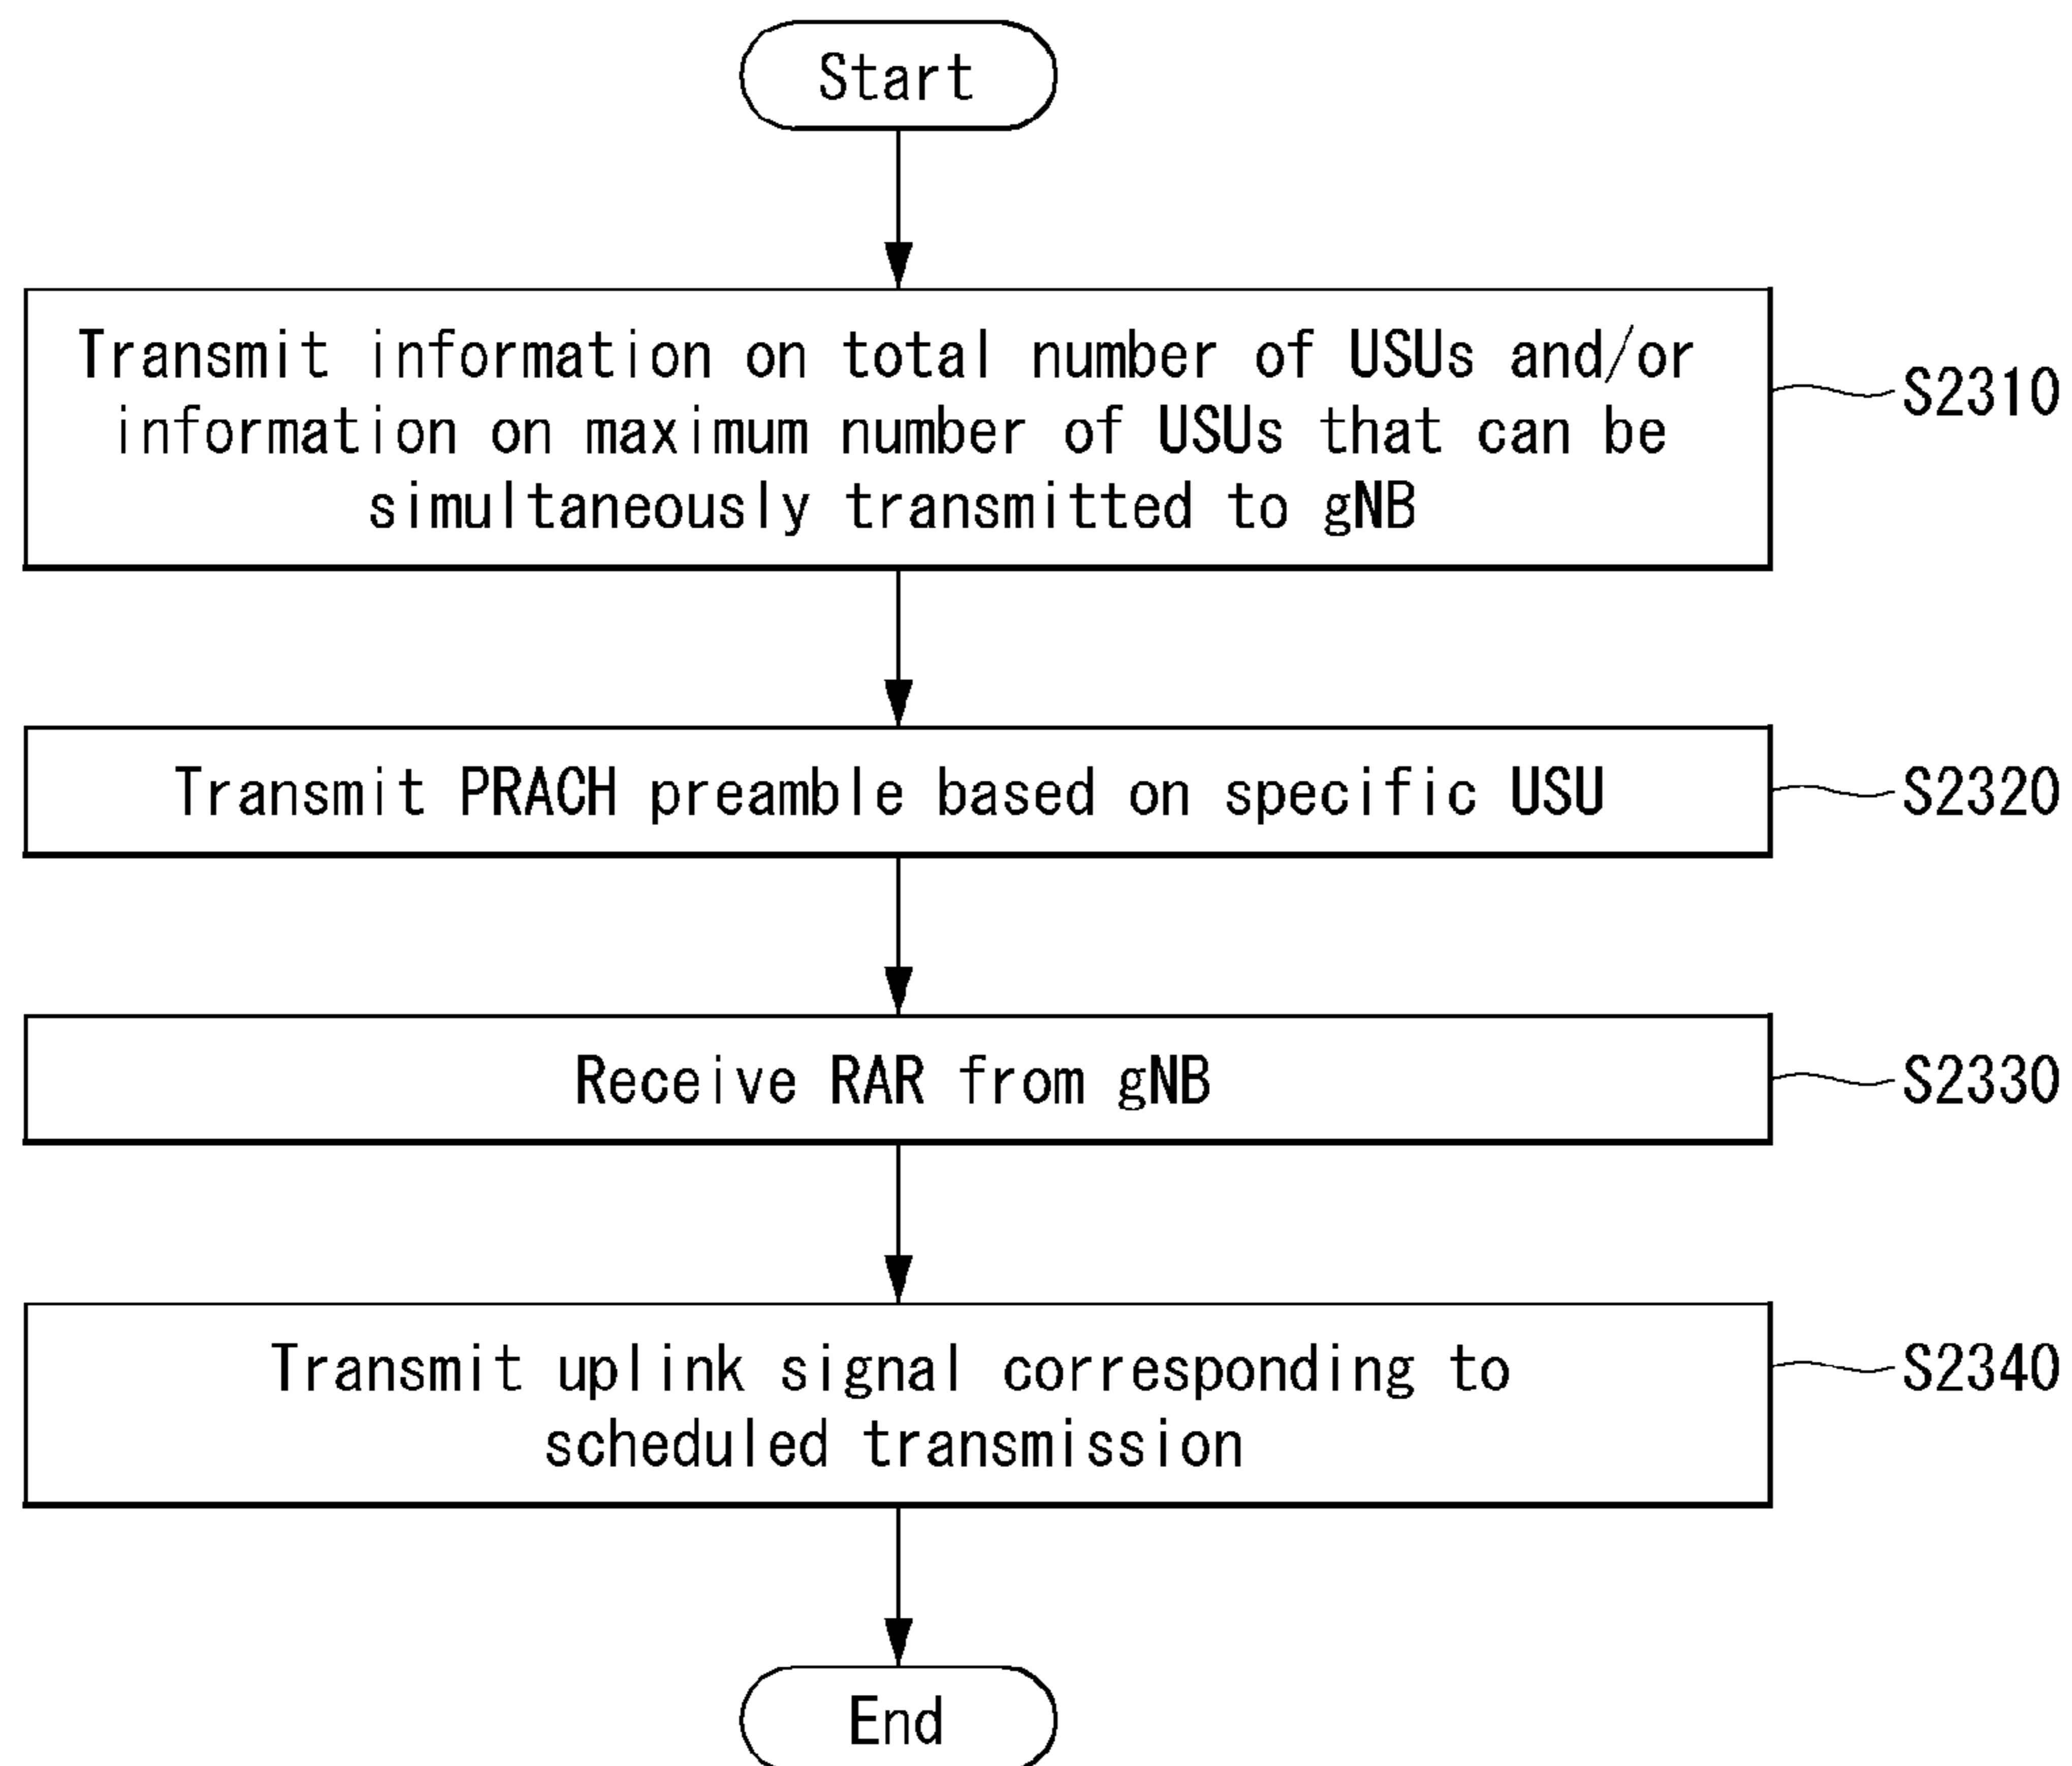 Start
Transmit information on total number of USUs and/or
information on maximum number of USUs that can be
simultaneously transmitted to gNB
S2310
Transmit PRACH preamble based on specific USU
S2320
Receive RAR from gNB
S2330
Transmit uplink signal corresponding to
scheduled transmission
S2340
End